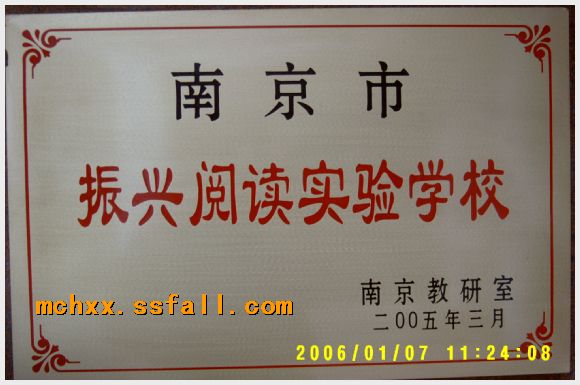 南京市
振兴阅读实验学校
南京教研室
二00五年三月
mchxx.ssfall.com
2006/01/07 11:24:08